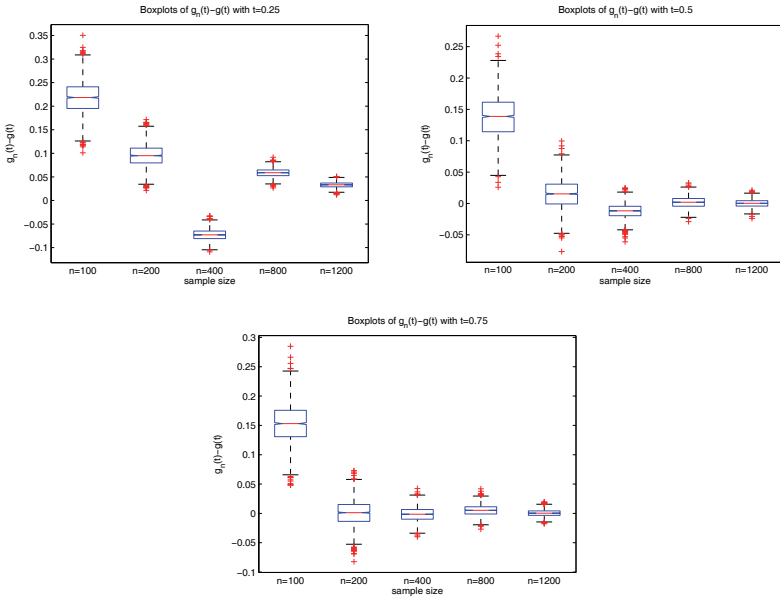 Boxplots of g_n(t)−g(t) with t=0.25
g_n(t)−g(t)
0.35
0.3
0.25
0.2
0.15
0.1
0.05
0
−0.05
−0.1
n=100 n=200 n=400 n=800 n=1200
sample size
Boxplots of g_n(t)−g(t) with t=0.5
g_n(t)−g(t)
0.25
0.2
0.15
0.1
0.05
0
−0.05
n=100 n=200 n=400 n=800 n=1200
sample size
Boxplots of g_n(t)−g(t) with t=0.75
g_n(t)−g(t)
0.3
0.25
0.2
0.15
0.1
0.05
0
−0.05
−0.1
n=100 n=200 n=400 n=800 n=1200
sample size